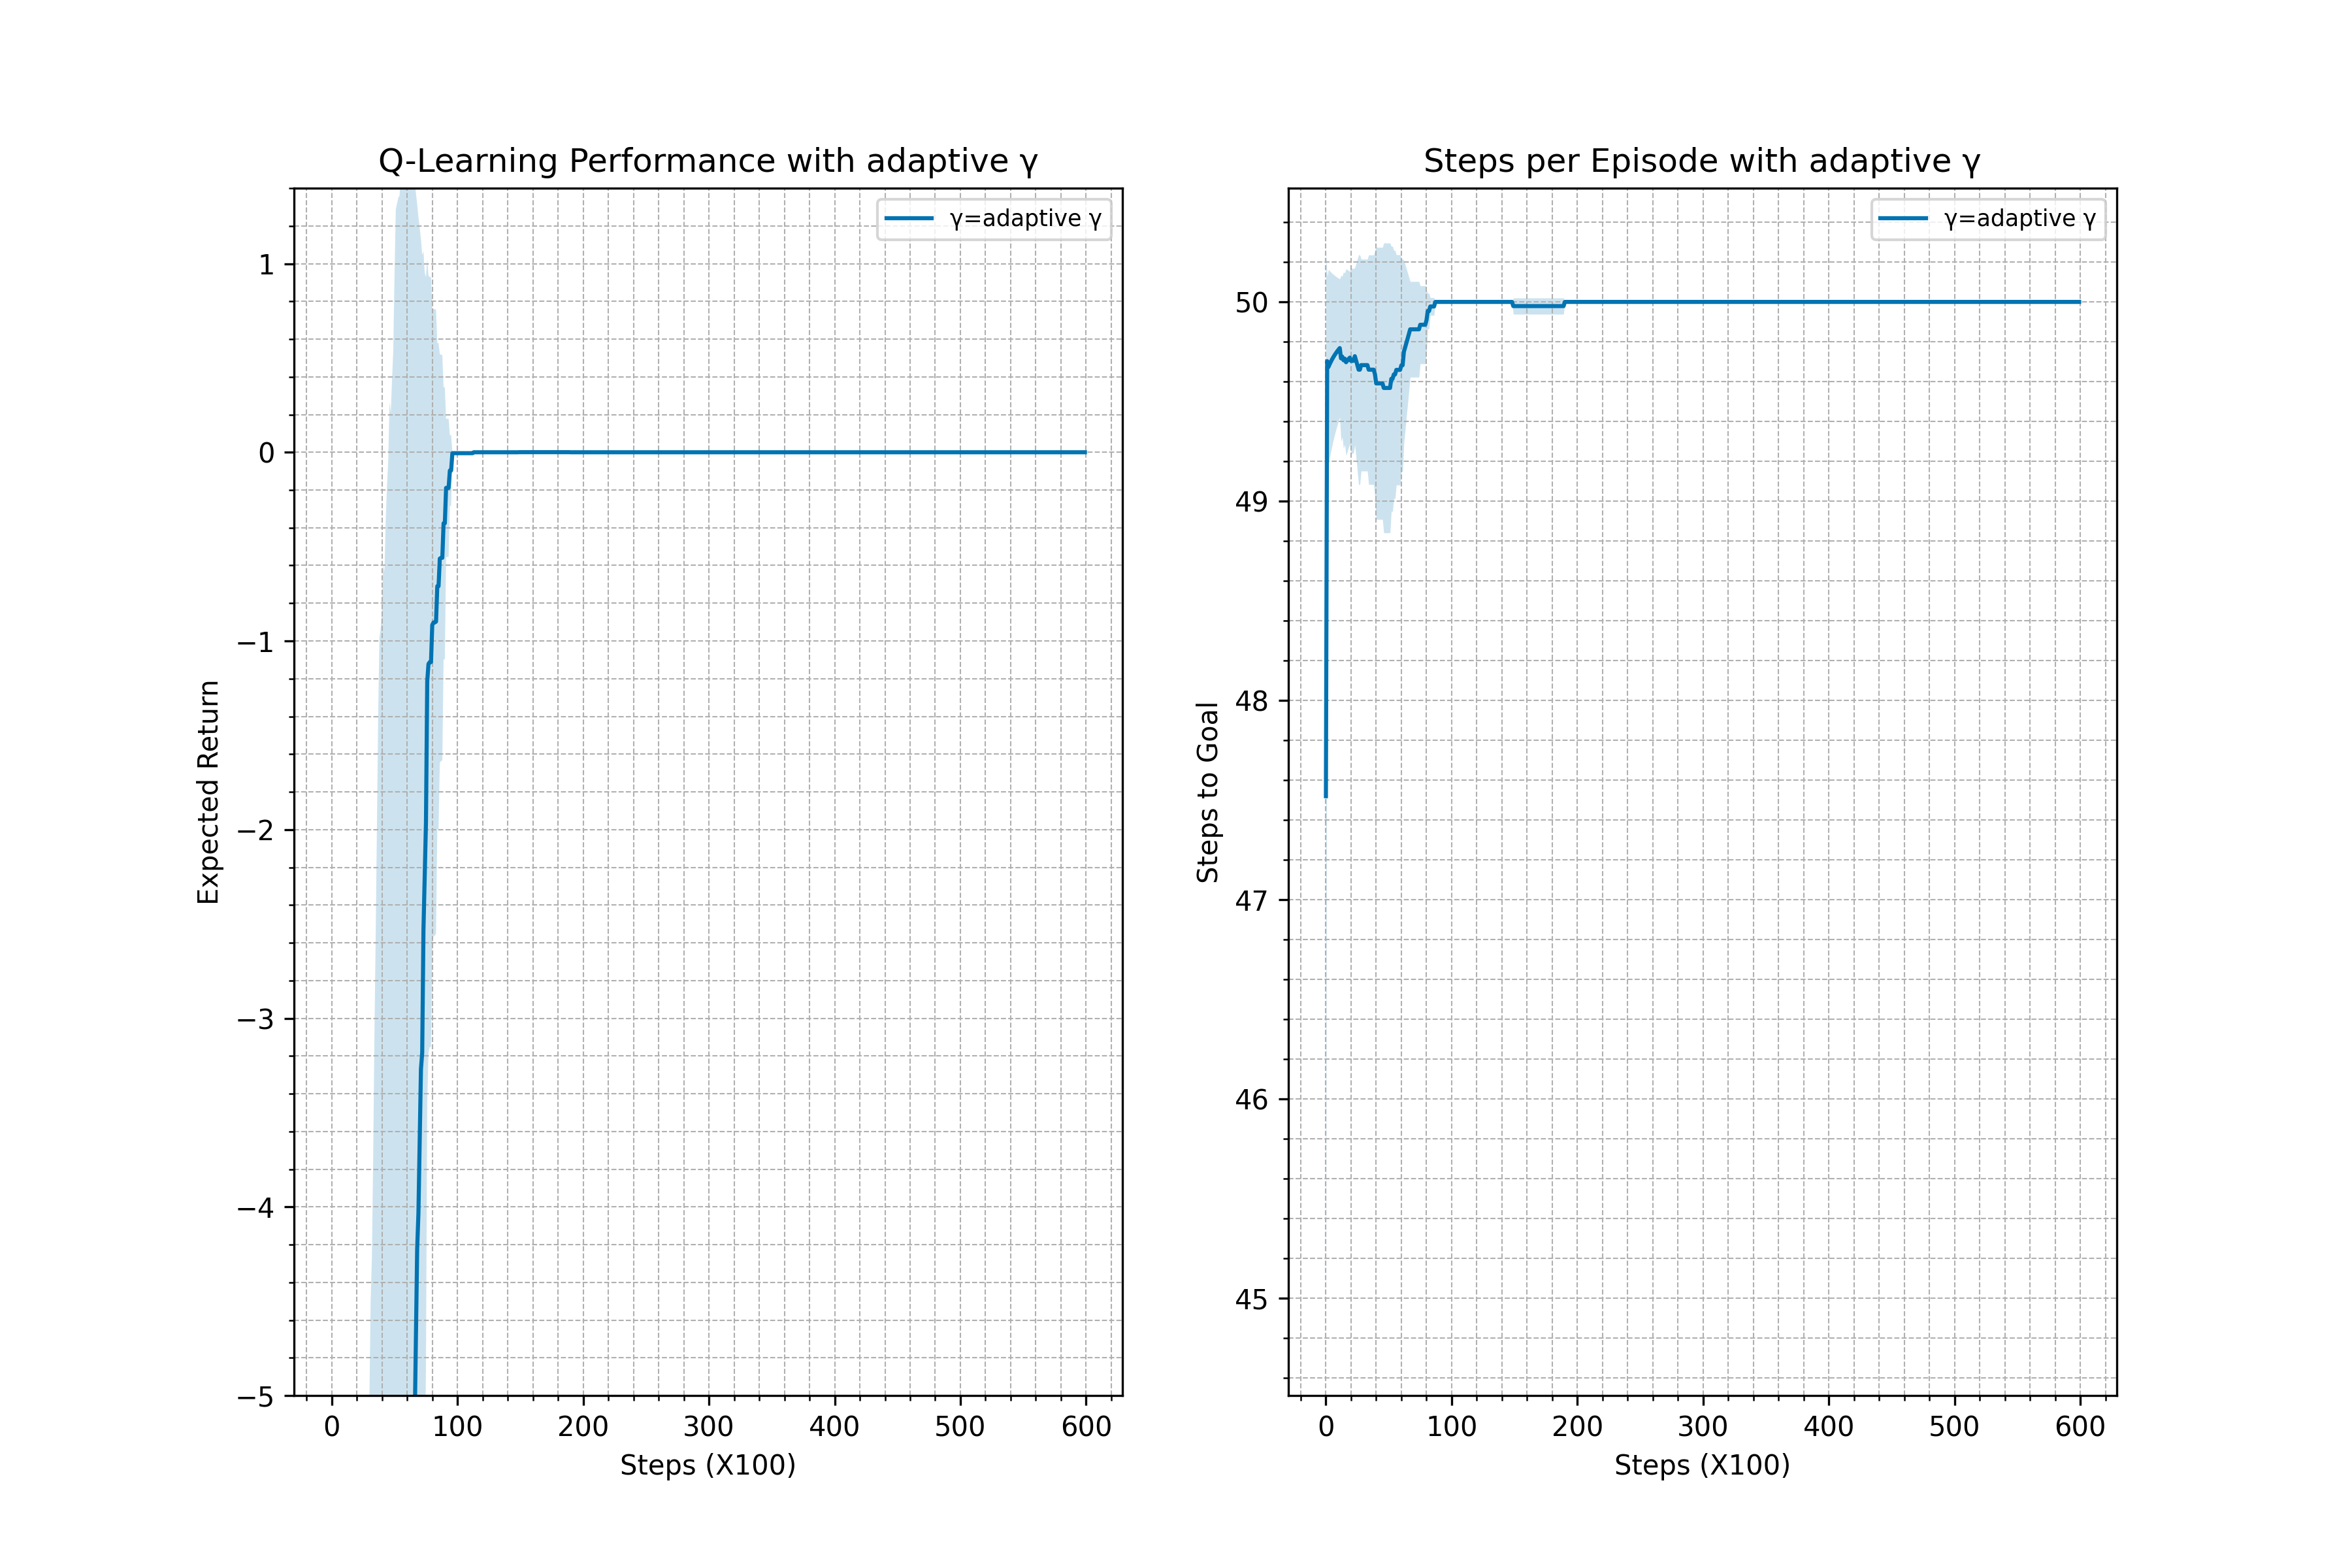 Q-Learning Performance with adaptive γ
γ=adaptive γ
Expected Return
1
0
−1
−2
−3
−4
−5
0 100 200 300 400 500 600
Steps (X100)
Steps per Episode with adaptive γ
γ=adaptive γ
Steps to Goal
50
49
48
47
46
45
0 100 200 300 400 500 600
Steps (X100)